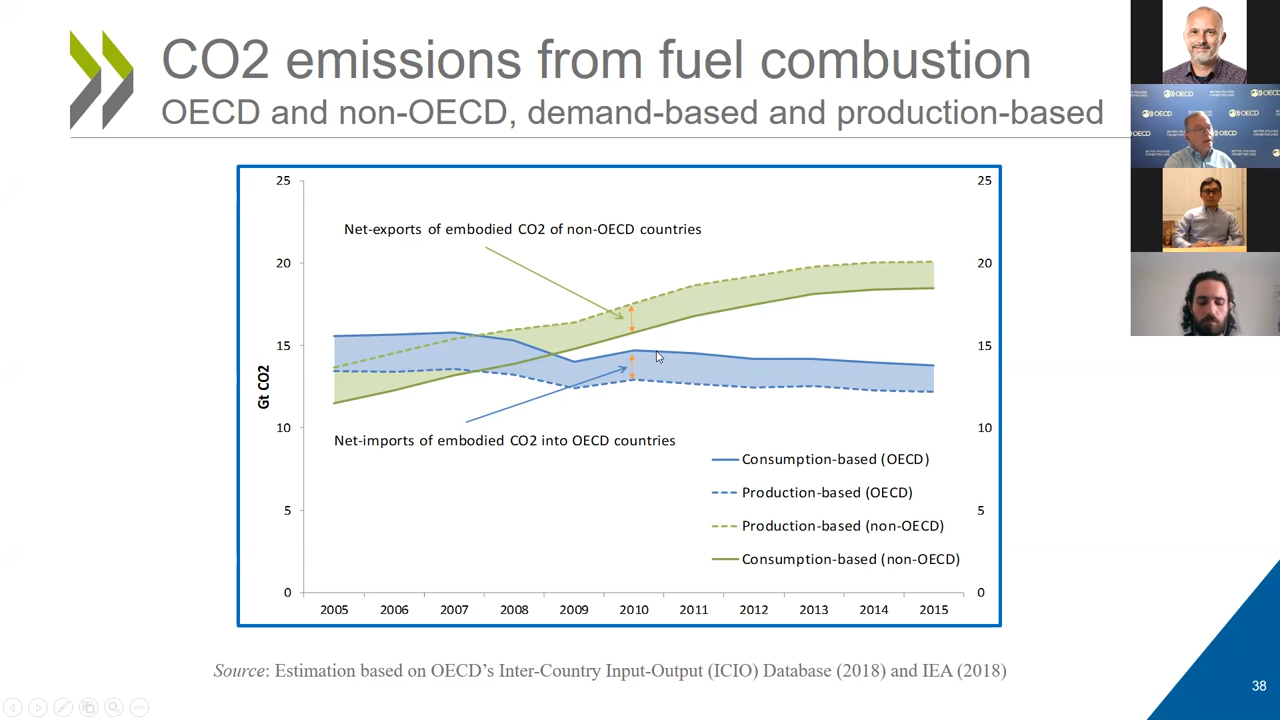 CO2 emissions from fuel combustion
OECD and non-OECD, demand-based and production-based
25
20
15
10
5
0
Gt CO2
25
20
15
10
5
0
Net-exports of embodied CO2 of non-OECD countries
Net-imports of embodied CO2 into OECD countries
Consumption-based (OECD)
Production-based (OECD)
Production-based (non-OECD)
Consumption-based (non-OECD)
2005 2006 2007 2008 2009 2010 2011 2012 2013 2014 2015
Source: Estimation based on OECD's Inter-Country Input-Output (ICIO) Database (2018) and IEA (2018)
38
OECD
OECD
OECD
OECD